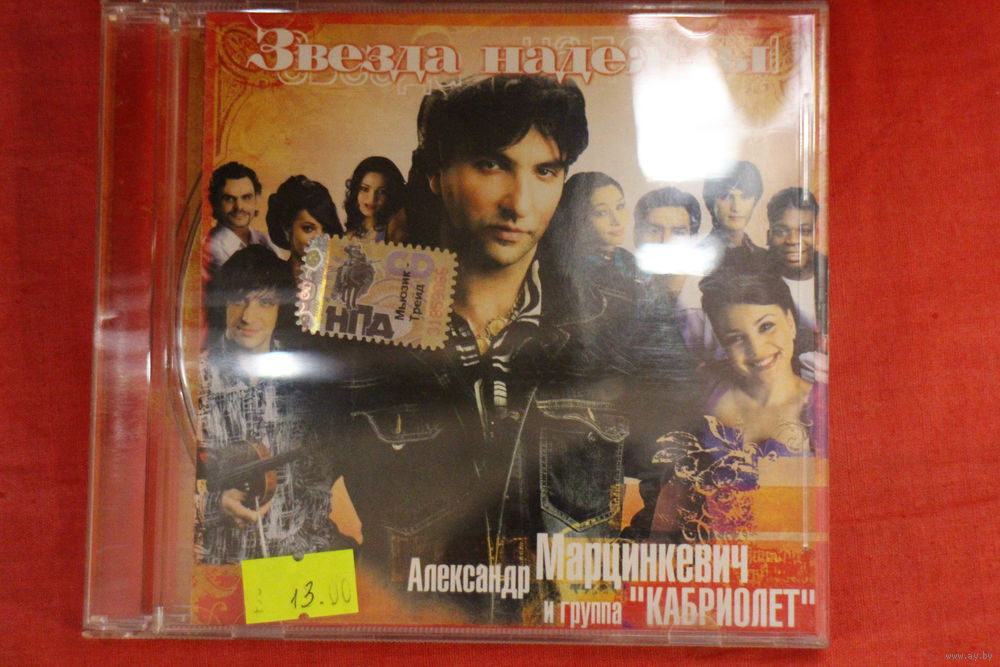 Звезда надежды
CD
НПА
Мьюзик
Трейд
13.00
Александр Марцинкевич
и группа "КАБРИОЛЕТ"
www.ay.by